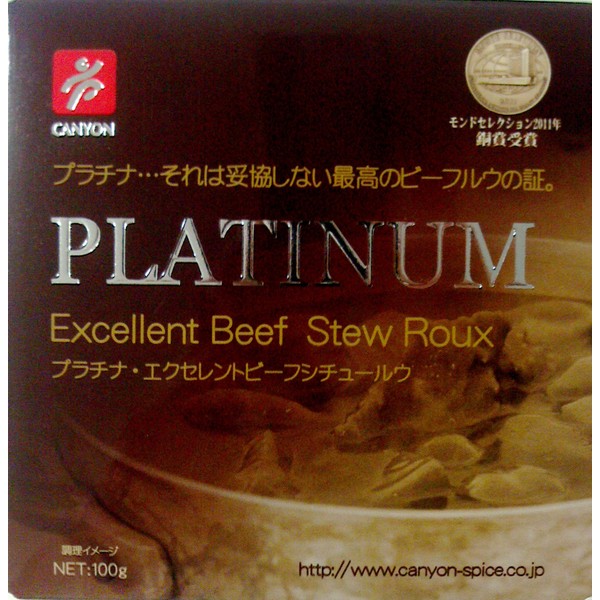 CANYON
モンドセレクション2011年
銅賞受賞
プラチナ…それは妥協しない最高のビーフルウの証。
PLATINUM
Excellent Beef Stew Roux
プラチナ・エクセレントビーフシチュールウ
調理イメージ
NET:100g
http://www.canyon-spice.co.jp